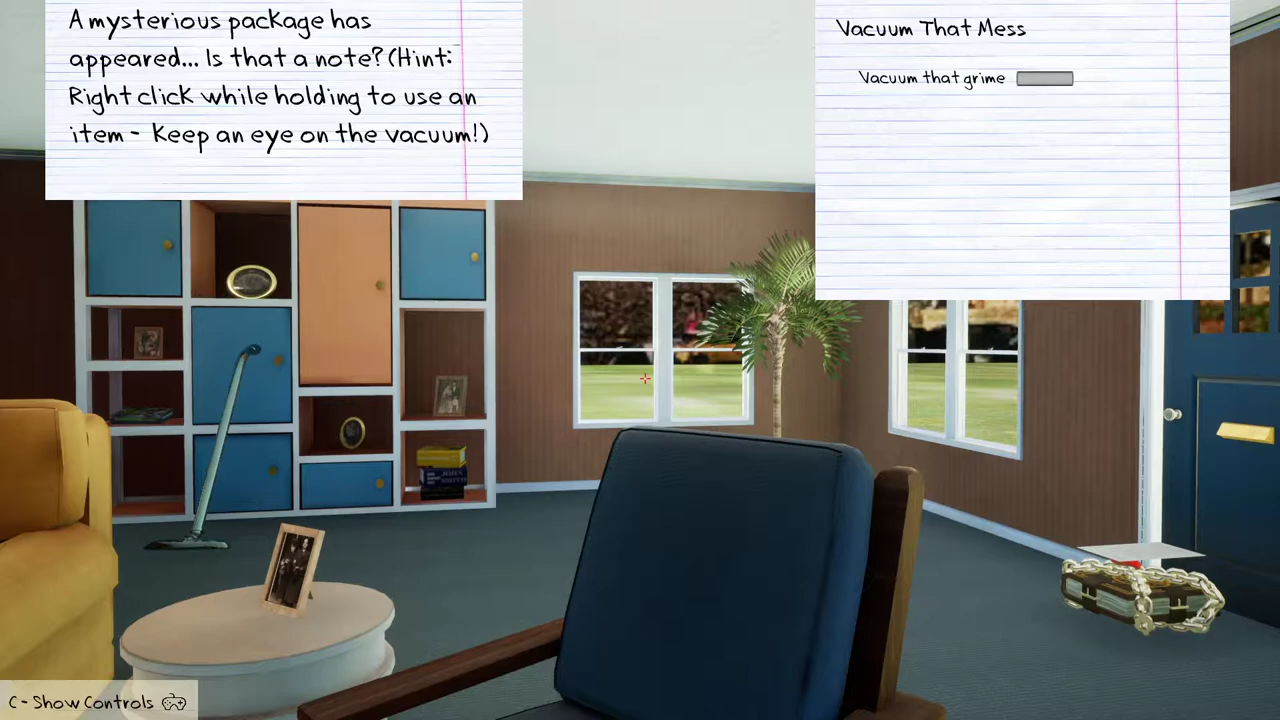 A mysterious package has
appeared... Is that a note? (Hint:
Right click while holding to use an
item - Keep an eye on the vacuum!)
Vacuum That Mess
Vacuum that grime
C - Show Controls